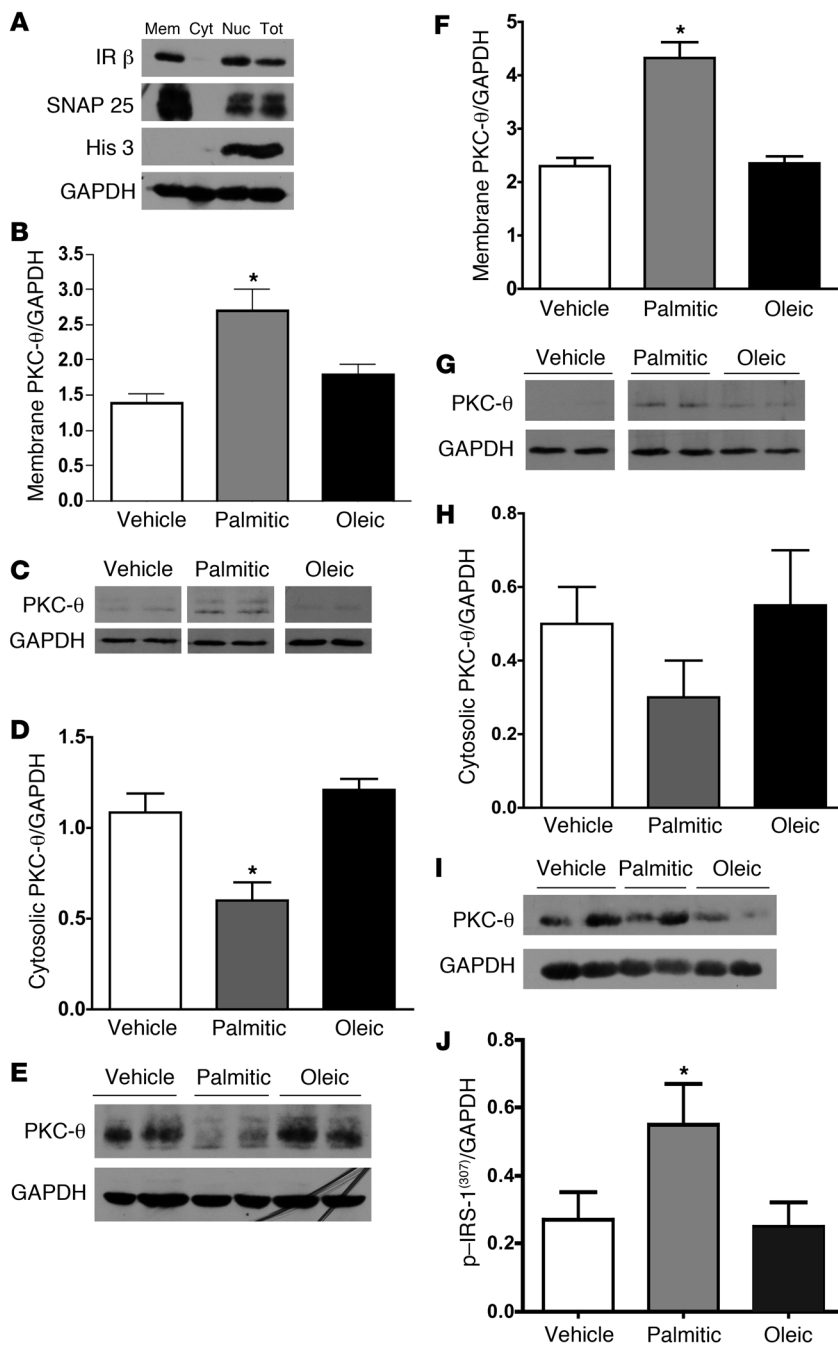 A
Mem Cyt Nuc Tot
IR β
SNAP 25
His 3
GAPDH
B
Membrane PKC-θ/GAPDH
3.5
3.0
2.5
2.0
1.5
1.0
0.5
0.0
Vehicle Palmitic Oleic
*
C
Vehicle Palmitic Oleic
PKC-θ
GAPDH
D
Cytosolic PKC-θ/GAPDH
1.5
1.0
0.5
0.0
*
Vehicle Palmitic Oleic
E
Vehicle Palmitic Oleic
PKC-θ
GAPDH
F
Membrane PKC-θ/GAPDH
5
4
3
2
1
0
*
Vehicle Palmitic Oleic
G
Vehicle Palmitic Oleic
PKC-θ
GAPDH
H
Cytosolic PKC-θ/GAPDH
0.8
0.6
0.4
0.2
0.0
Vehicle Palmitic Oleic
I
Vehicle Palmitic Oleic
PKC-θ
GAPDH
J
p–IRS-1(307)/GAPDH
0.8
0.6
0.4
0.2
0.0
*
Vehicle Palmitic Oleic